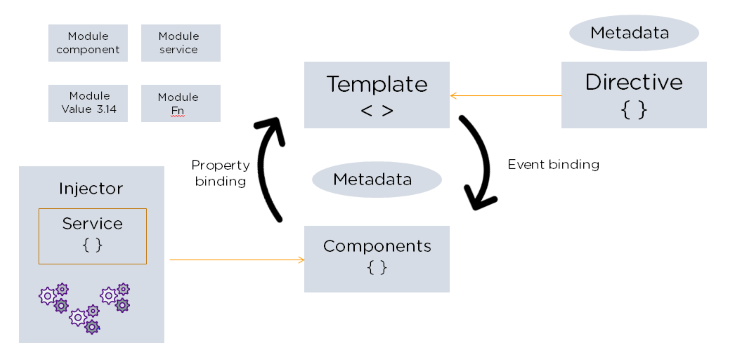 Module
component
Module
service
Module
Value 3.14
Module
Fn
Metadata
Template
< >
Directive
{ }
Property
binding
Event binding
Metadata
Injector
Service
{ }
Components
{ }